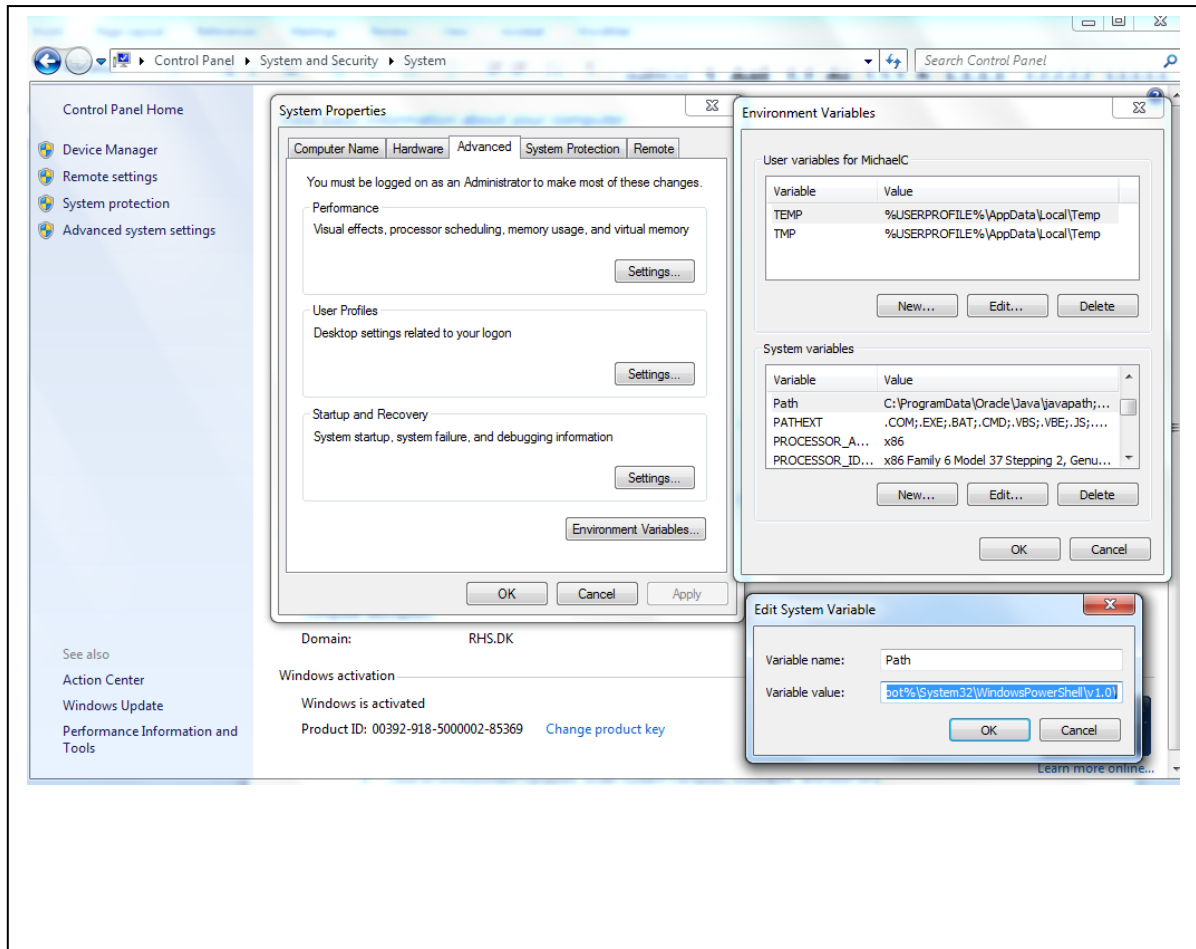 Control Panel System and Security System
Search Control Panel
Control Panel Home
Device Manager
Remote settings
System protection
Advanced system settings
See also
Action Center
Windows Update
Performance Information and
Tools
System Properties
Computer Name Hardware Advanced System Protection Remote
You must be logged on as an Administrator to make most of these changes.
Performance
Visual effects, processor scheduling, memory usage, and virtual memory
Settings...
User Profiles
Desktop settings related to your logon
Settings...
Startup and Recovery
System startup, system failure, and debugging information
Settings...
Environment Variables...
OK Cancel Apply
Domain: RHS.DK
Windows activation
Windows is activated
Product ID: 00392-918-5000002-85369 Change product key
Environment Variables
User variables for MichaelC
Variable Value
TEMP %USERPROFILE%\AppData\Local\Temp
TMP %USERPROFILE%\AppData\Local\Temp
New... Edit... Delete
System variables
Variable Value
Path C:\ProgramData\Oracle\Java\javapath;...
PATHEXT .COM;.EXE;.BAT;.CMD;.VBS;.VBE;.JS;....
PROCESSOR_A... x86
PROCESSOR_ID... x86 Family 6 Model 37 Stepping 2, Genu...
New... Edit... Delete
OK Cancel
Edit System Variable
Variable name: Path
Variable value: oot%\System32\WindowsPowerShell\v1.0\
OK Cancel
Learn more online...